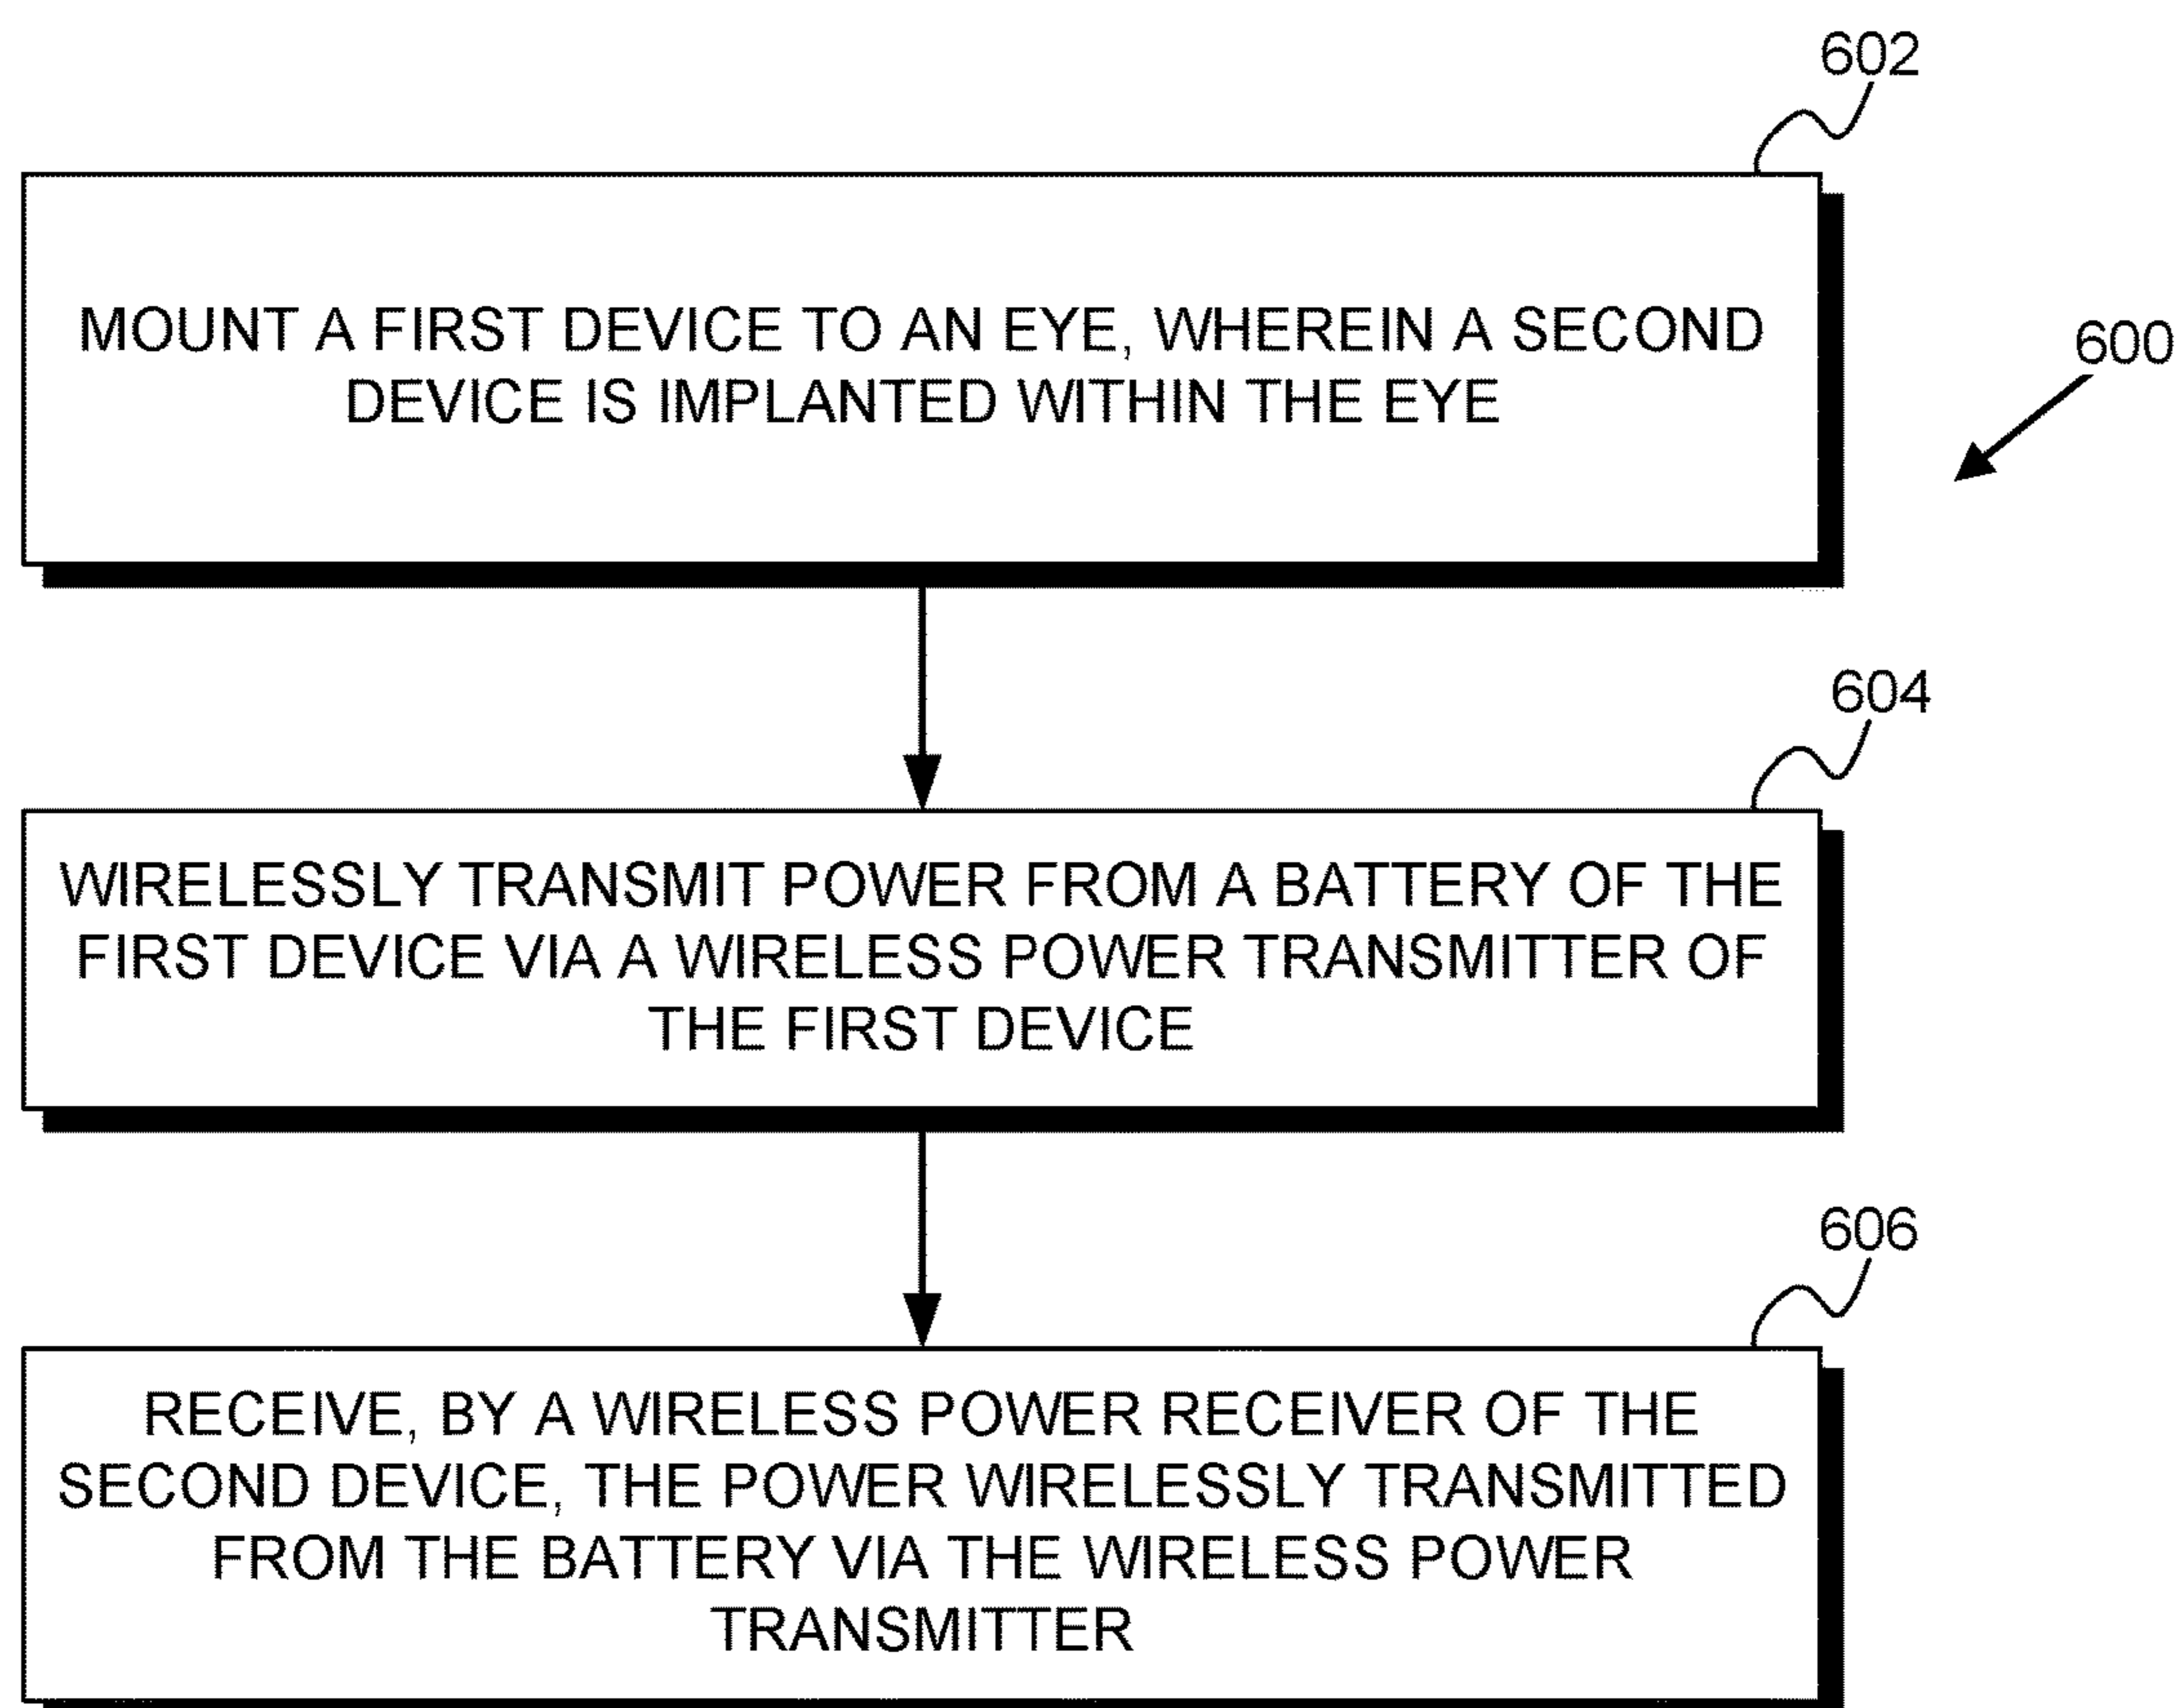 602
MOUNT A FIRST DEVICE TO AN EYE, WHEREIN A SECOND
DEVICE IS IMPLANTED WITHIN THE EYE
600
604
WIRELESSLY TRANSMIT POWER FROM A BATTERY OF THE
FIRST DEVICE VIA A WIRELESS POWER TRANSMITTER OF
THE FIRST DEVICE
606
RECEIVE, BY A WIRELESS POWER RECEIVER OF THE
SECOND DEVICE, THE POWER WIRELESSLY TRANSMITTED
FROM THE BATTERY VIA THE WIRELESS POWER
TRANSMITTER